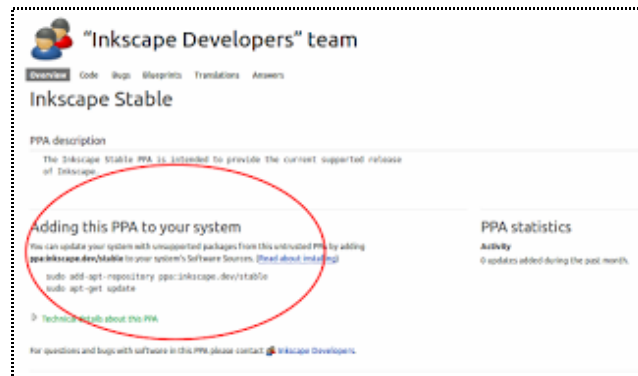 “Inkscape Developers” team
Overview Code Bugs Blueprints Translations Answers
Inkscape Stable
PPA description
The Inkscape Stable PPA is intended to provide the current supported release
of Inkscape.
Adding this PPA to your system
You can update your system with unsupported packages from this untrusted PPA by adding
ppa:inkscape.dev/stable to your system's Software Sources. (Read about installing)
sudo add-apt-repository ppa:inkscape.dev/stable
sudo apt-get update
Technical details about this PPA
For questions and bugs with software in this PPA please contact Inkscape Developers.
PPA statistics
Activity
0 updates added during the past month.